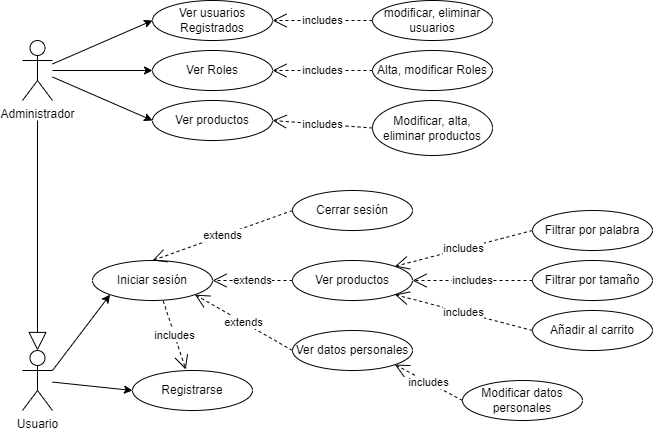 Ver usuarios
Registrados
includes
modificar, eliminar
usuarios
Ver Roles
includes
Alta, modificar Roles
Administrador
Ver productos
includes
Modificar, alta,
eliminar productos
Cerrar sesión
extends
Filtrar por palabra
includes
Iniciar sesión
extends
Ver productos
includes
Filtrar por tamaño
includes
Añadir al carrito
extends
includes
Ver datos personales
includes
Registrarse
Modificar datos
personales
Usuario